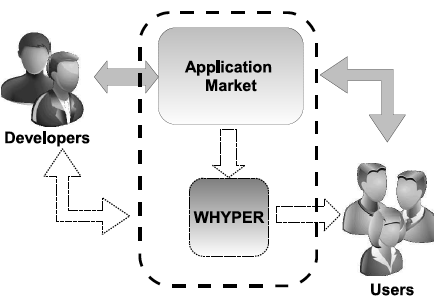 Application
Market
Developers
WHYPER
Users